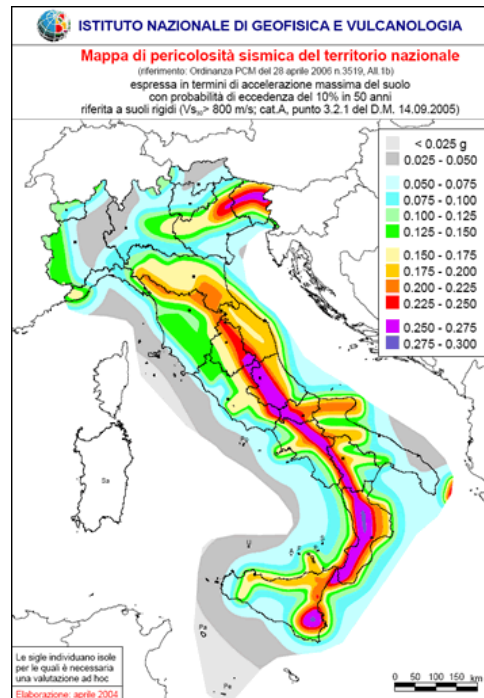 ISTITUTO NAZIONALE DI GEOFISICA E VULCANOLOGIA
Mappa di pericolosità sismica del territorio nazionale
(riferimento: Ordinanza PCM del 28 aprile 2006 n.3519, All.1b)
espressa in termini di accelerazione massima del suolo
con probabilità di eccedenza del 10% in 50 anni
riferita a suoli rigidi (Vs₃₀> 800 m/s; cat.A, punto 3.2.1 del D.M. 14.09.2005)
< 0.025 g
0.025 - 0.050
0.050 - 0.075
0.075 - 0.100
0.100 - 0.125
0.125 - 0.150
0.150 - 0.175
0.175 - 0.200
0.200 - 0.225
0.225 - 0.250
0.250 - 0.275
0.275 - 0.300
Sa
U
Pa
Pe
Le sigle individuano isole
per le quali è necessaria
una valutazione ad hoc
Elaborazione: aprile 2004
0 50 100 150 km